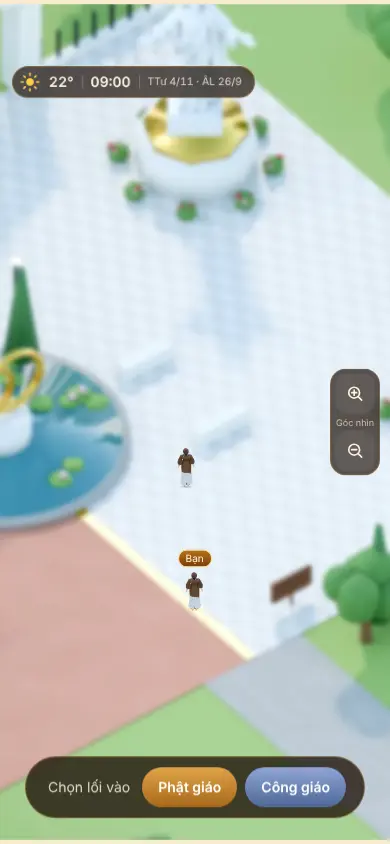 22° 09:00 TTư 4/11 · ÂL 26/9
Góc nhìn
Bạn
Chọn lối vào Phật giáo Công giáo